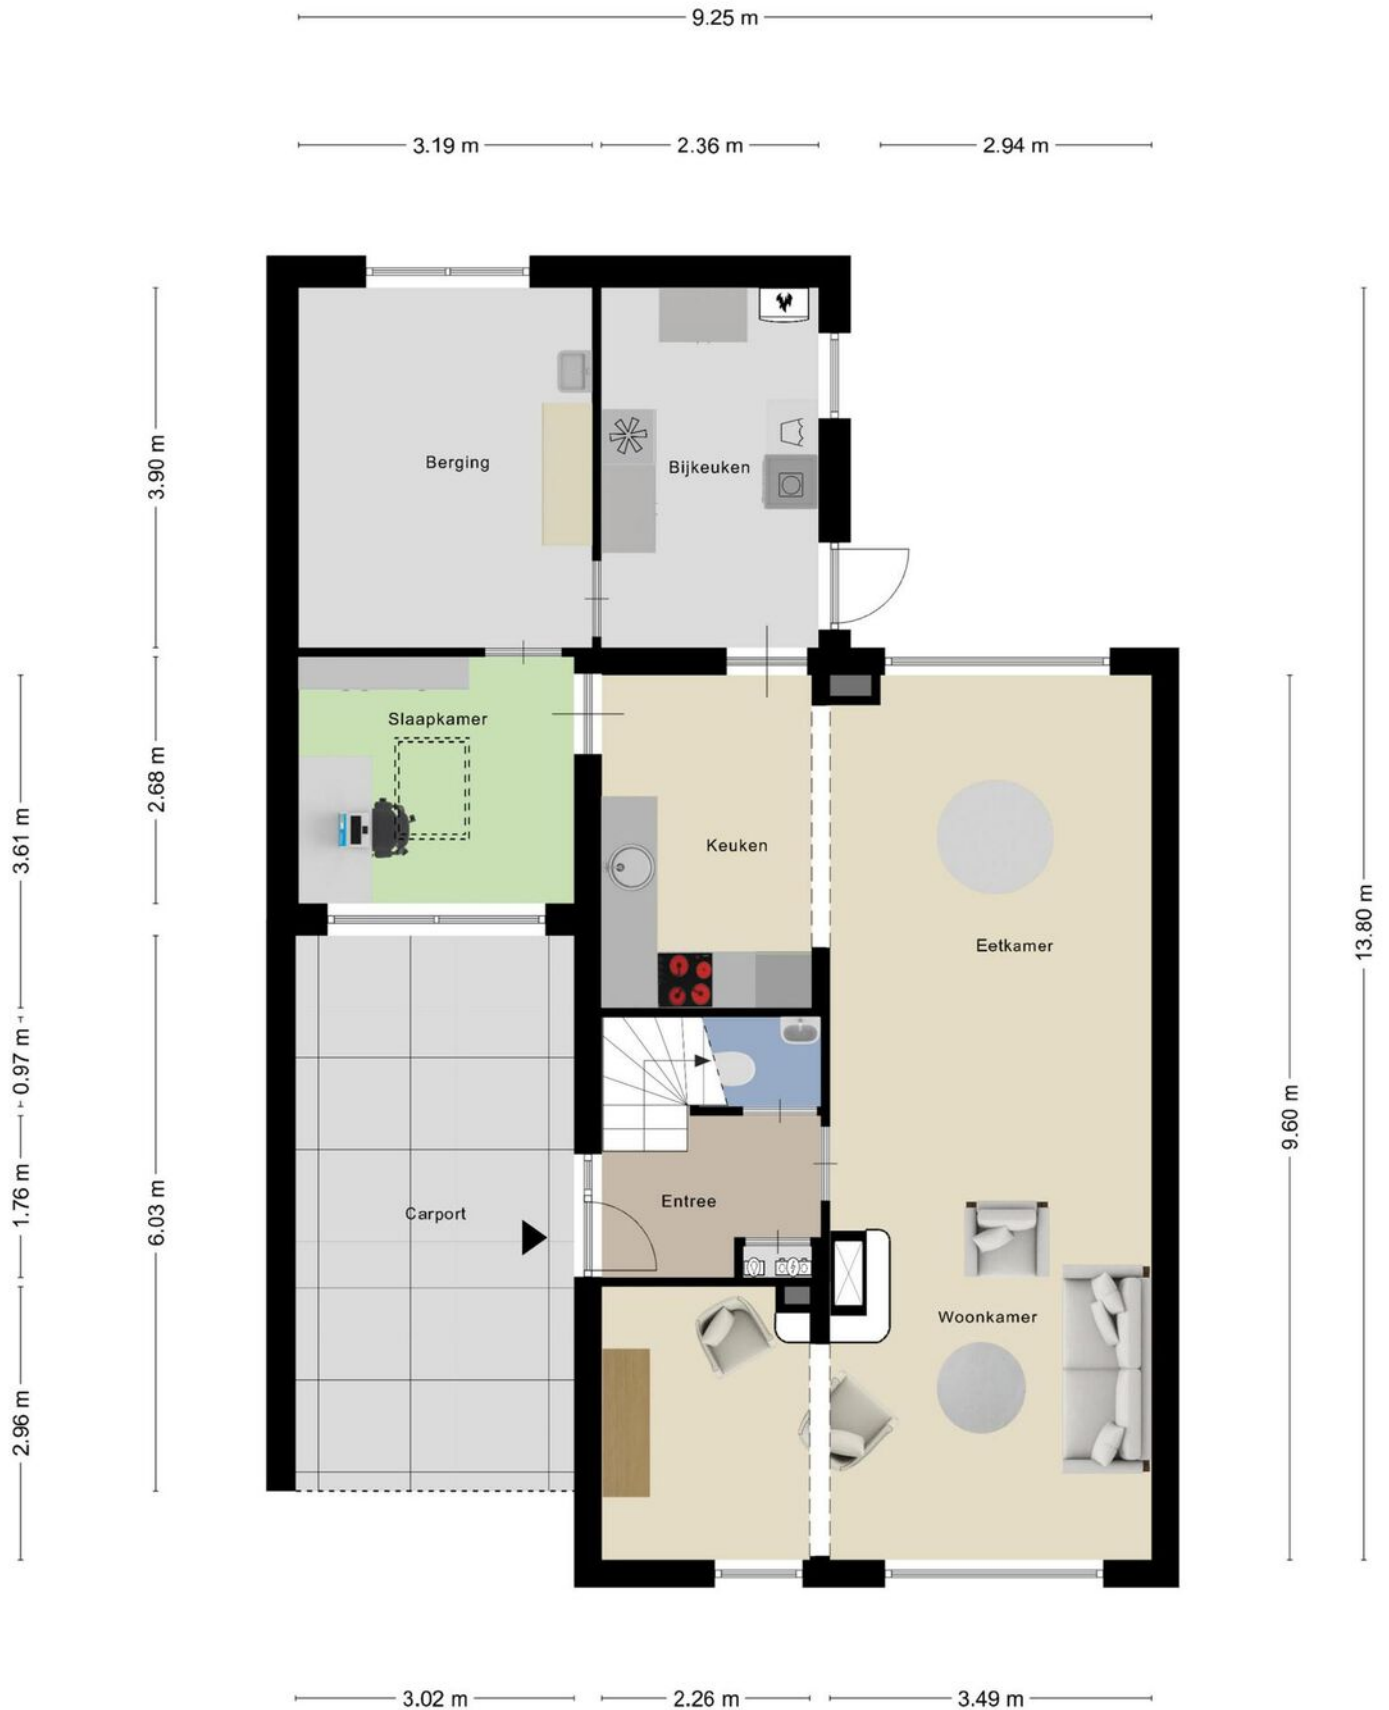 9.25 m
3.19 m
2.36 m
2.94 m
3.90 m
Berging
Bijkeuken
2.68 m
Slaapkamer
3.61 m
Keuken
13.80 m
Eetkamer
0.97 m
9.60 m
1.76 m
6.03 m
Entree
Carport
Woonkamer
2.96 m
3.02 m
2.26 m
3.49 m